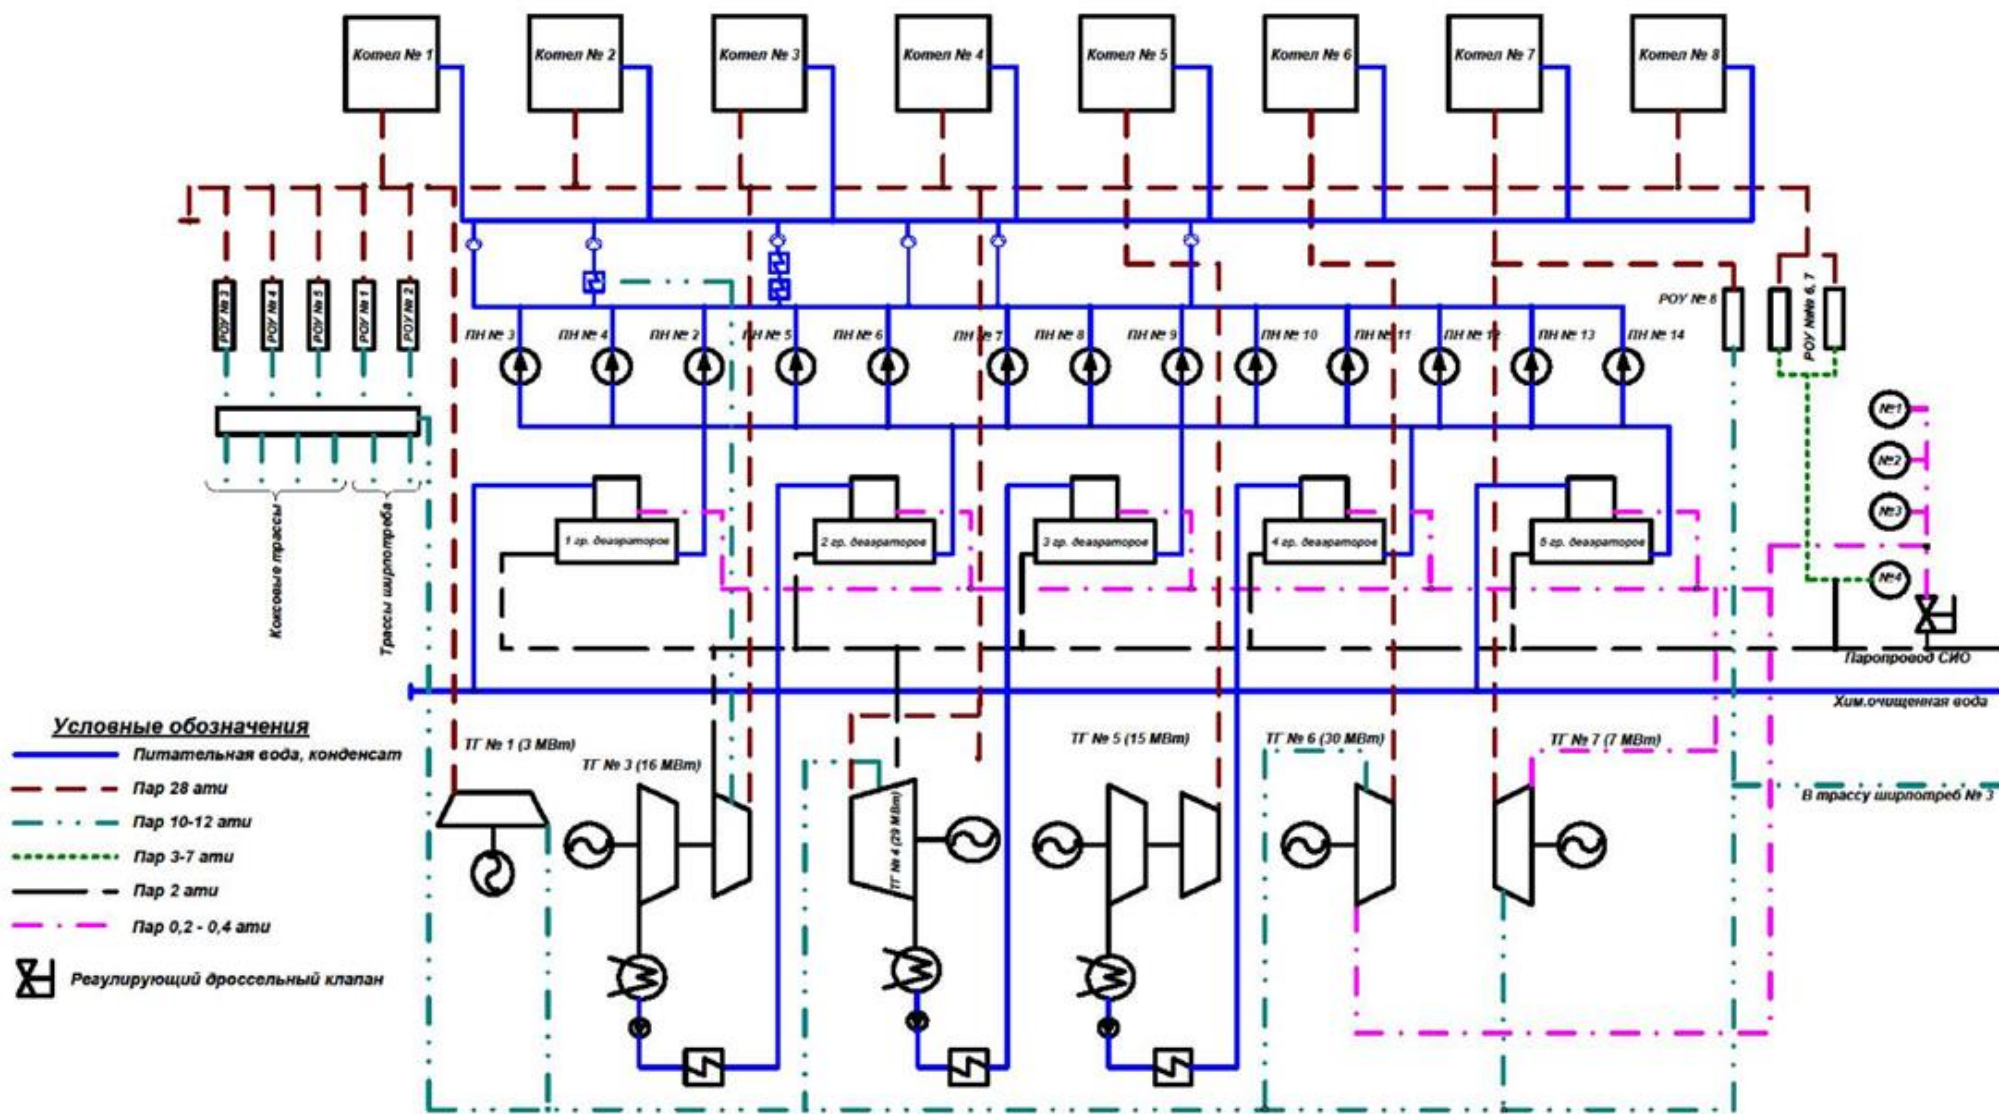 Котел № 1
Котел № 2
Котел № 3
Котел № 4
Котел № 5
Котел № 6
Котел № 7
Котел № 8
РОУ № 3
РОУ № 4
РОУ № 5
РОУ № 1
РОУ № 2
РОУ № 8
РОУ №№ 6, 7
ПН № 3
ПН № 4
ПН № 2
ПН № 5
ПН № 6
ПН № 7
ПН № 8
ПН № 9
ПН № 10
ПН № 11
ПН № 12
ПН № 13
ПН № 14
№1
№2
№3
№4
Коксовые трассы
Трассы ширпотреба
1 гр. деаэраторов
2 гр. деаэраторов
3 гр. деаэраторов
4 гр. деаэраторов
5 гр. деаэраторов
Паропровод СИО
Хим.очищенная вода
В трассу ширпотреб № 3
ТГ № 1 (3 МВт)
ТГ № 3 (16 МВт)
ТГ № 4 (29 МВт)
ТГ № 5 (15 МВт)
ТГ № 6 (30 МВт)
ТГ № 7 (7 МВт)
Условные обозначения
Питательная вода, конденсат
Пар 28 ати
Пар 10-12 ати
Пар 3-7 ати
Пар 2 ати
Пар 0,2 - 0,4 ати
Регулирующий дроссельный клапан